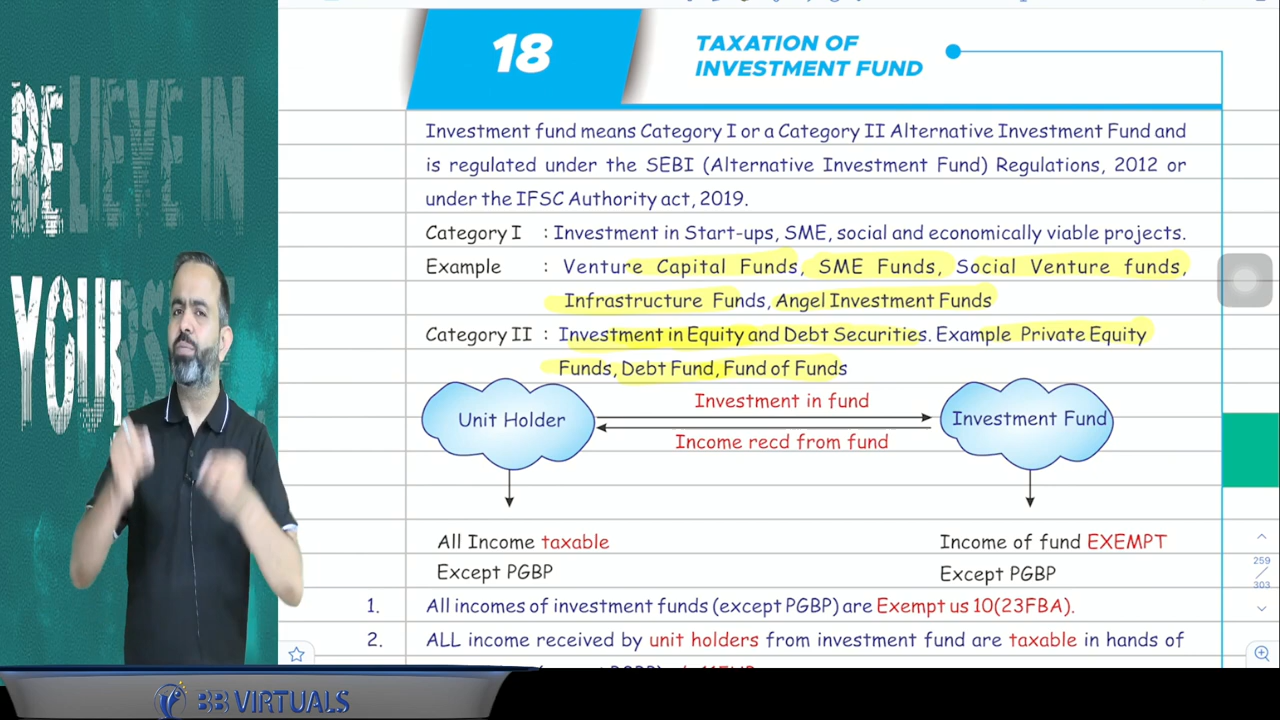 BELIEVE IN
YOURS
18
TAXATION OF
INVESTMENT FUND
Investment fund means Category I or a Category II Alternative Investment Fund and
is regulated under the SEBI (Alternative Investment Fund) Regulations, 2012 or
under the IFSC Authority act, 2019.
Category I : Investment in Start-ups, SME, social and economically viable projects.
Example : Venture Capital Funds, SME Funds, Social Venture funds,
Infrastructure Funds, Angel Investment Funds
Category II : Investment in Equity and Debt Securities. Example Private Equity
Funds, Debt Fund, Fund of Funds
Unit Holder
Investment in fund
Income recd from fund
Investment Fund
All Income taxable
Except PGBP
Income of fund EXEMPT
Except PGBP
1. All incomes of investment funds (except PGBP) are Exempt us 10(23FBA).
2. ALL income received by unit holders from investment fund are taxable in hands of
259
303
BB VIRTUALS